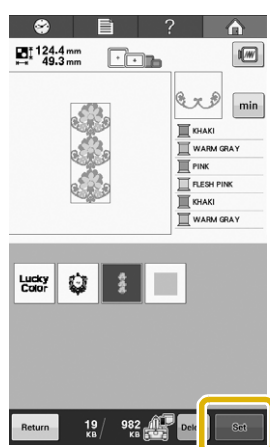 ?
124.4 mm
49.3 mm
min
KHAKI
WARM GRAY
PINK
FLESH PINK
KHAKI
WARM GRAY
Lucky
Color
Return
19 KB / 982 KB
Dele
Set